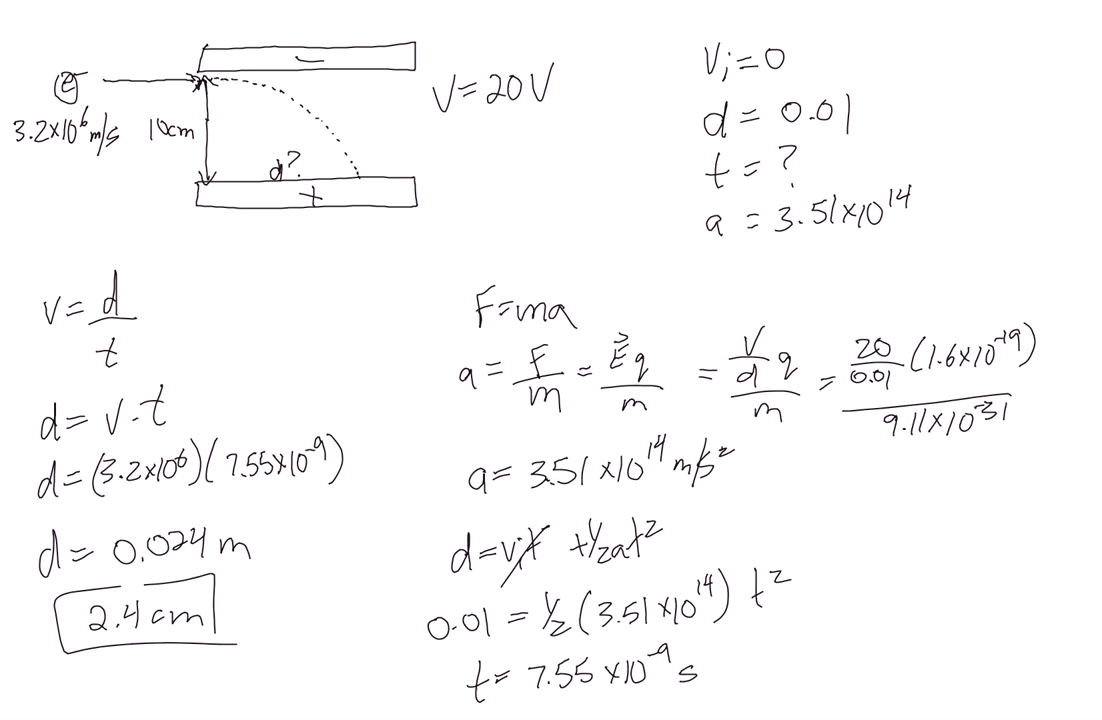 −
e⁻
3.2×10⁶ m/s
10cm
d?
+
V=20V
Vᵢ=0
d = 0.01
t = ?
a = 3.51×10¹⁴
v = d/t
d = v·t
d=(3.2×10⁶)(7.55×10⁻⁹)
d= 0.024 m
2.4 cm
F=ma
a = F/m = E⃗q/m = V/d q/m = 20/0.01 (1.6×10⁻¹⁹)/9.11×10⁻³¹
a= 3.51 ×10¹⁴ m/s²
d=vᵢt +½at²
0.01 = ½(3.51×10¹⁴) t²
t= 7.55 ×10⁻⁹ s